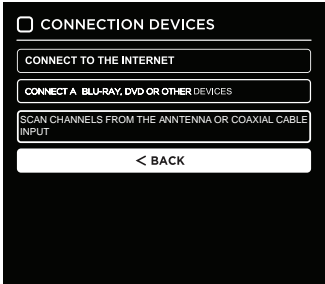 CONNECTION DEVICES
CONNECT TO THE INTERNET
CONNECT A BLU-RAY, DVD OR OTHER DEVICES
SCAN CHANNELS FROM THE ANNTENNA OR COAXIAL CABLE
INPUT
< BACK